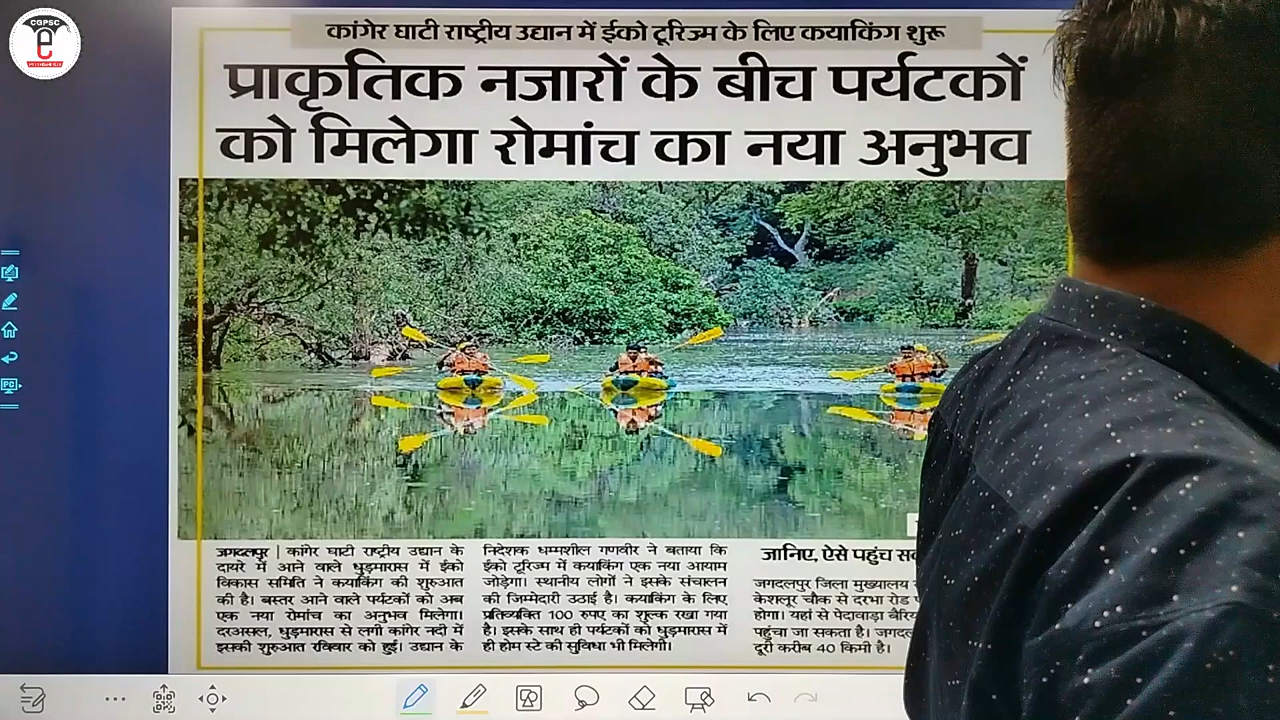 CGPSC
कांगेर घाटी राष्ट्रीय उद्यान में ईको टूरिज्म के लिए कयाकिंग शुरू
प्राकृतिक नजारों के बीच पर्यटकों
को मिलेगा रोमांच का नया अनुभव
जगदलपुर | कांगेर घाटी राष्ट्रीय उद्यान के
दायरे में आने वाले धुड़मारास में ईको
विकास समिति ने कयाकिंग की शुरुआत
की है। बस्तर आने वाले पर्यटकों को अब
एक नया रोमांच का अनुभव मिलेगा।
दरअसल, धुड़मारास से लगी कांगेर नदी में
इसकी शुरुआत रविवार को हुई। उद्यान के
निदेशक धम्मशील गणवीर ने बताया कि
ईको टूरिज्म में कयाकिंग एक नया आयाम
जोड़ेगा। स्थानीय लोगों ने इसके संचालन
की जिम्मेदारी उठाई है। कयाकिंग के लिए
प्रतिव्यक्ति 100 रुपए का शुल्क रखा गया
है। इसके साथ ही पर्यटकों को धुड़मारास में
ही होम स्टे की सुविधा भी मिलेगी।
जानिए, ऐसे पहुंच
जगदलपुर जिला मुख्यालय
केशलूर चौक से दरभा रोड
होगा। यहां से पेदावाड़ा
पहुंचा जा सकता है।
दूरी करीब 40 किमी है।
PC